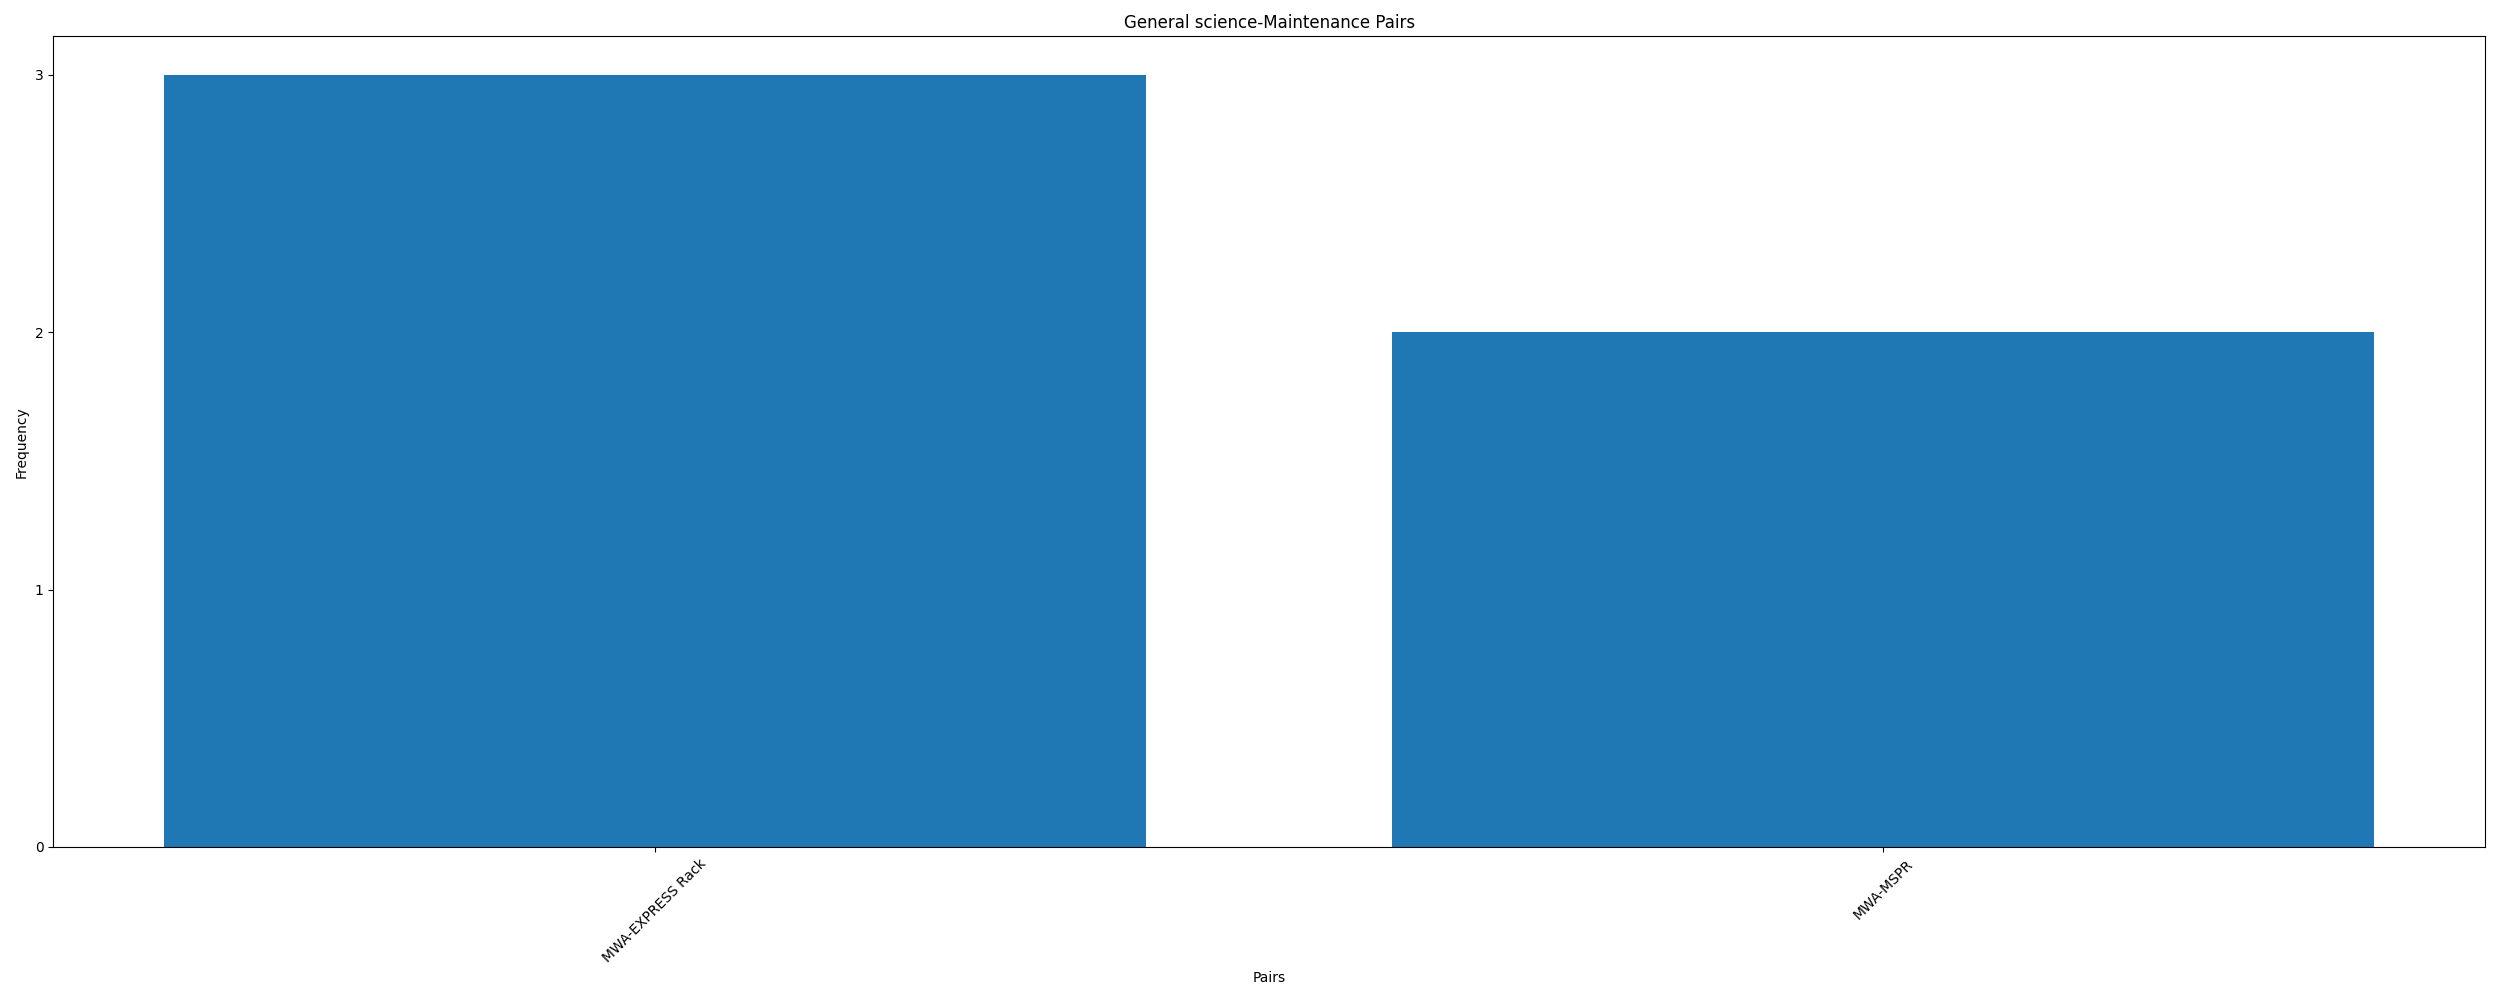 General science-Maintenance Pairs
3
2
1
0
Frequency
MWA-EXPRESS Rack
MWA-MSPR
Pairs